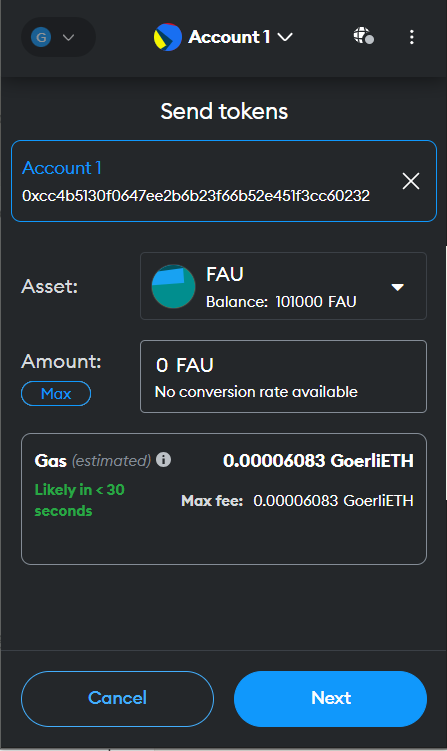 G
Account 1
Send tokens
Account 1
0xcc4b5130f0647ee2b6b23f66b52e451f3cc60232
Asset:
FAU
Balance: 101000 FAU
Amount:
Max
0 FAU
No conversion rate available
Gas (estimated) 0.00006083 GoerliETH
Likely in < 30
seconds
Max fee: 0.00006083 GoerliETH
Cancel
Next